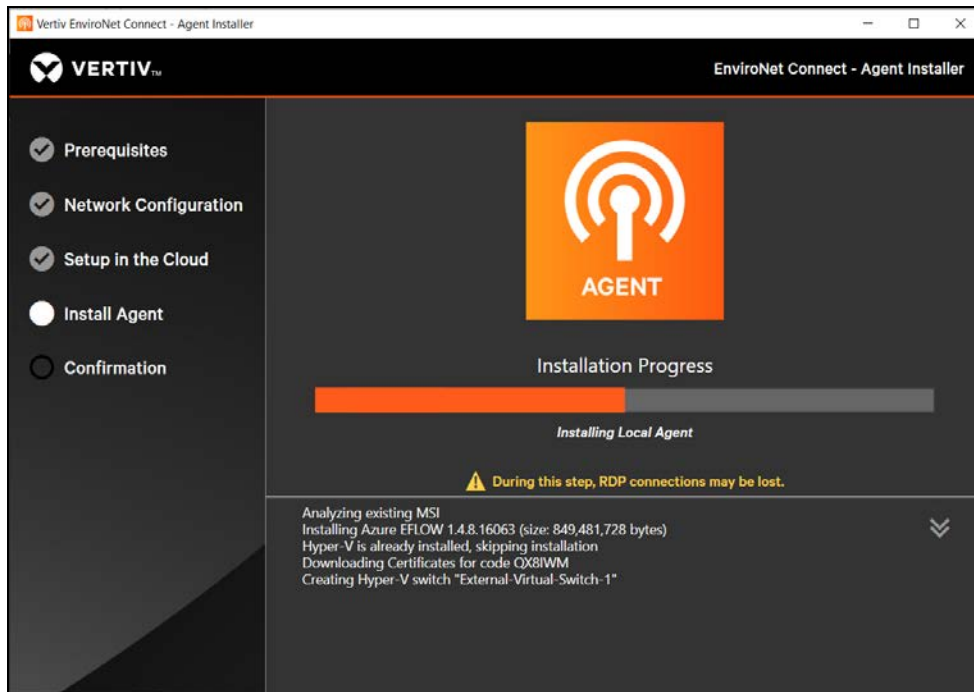 Vertiv EnviroNet Connect - Agent Installer
VERTIV™
EnviroNet Connect - Agent Installer
Prerequisites
Network Configuration
Setup in the Cloud
Install Agent
Confirmation
AGENT
Installation Progress
Installing Local Agent
During this step, RDP connections may be lost.
Analyzing existing MSI
Installing Azure EFLOW 1.4.8.16063 (size: 849,481,728 bytes)
Hyper-V is already installed, skipping installation
Downloading Certificates for code QX8IWM
Creating Hyper-V switch "External-Virtual-Switch-1"